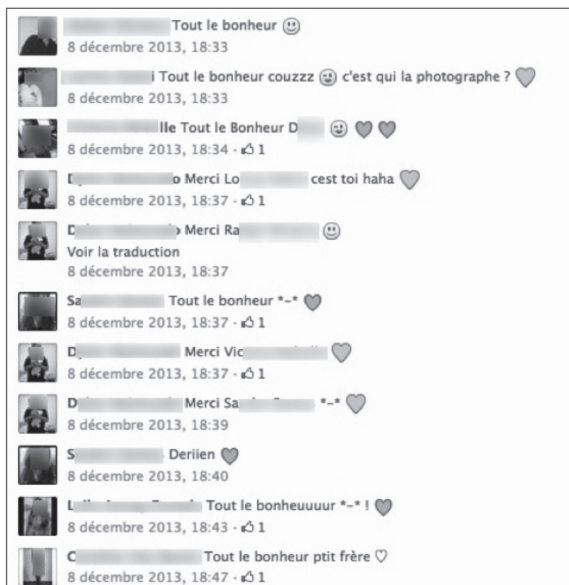 Tout le bonheur
8 décembre 2013, 18:33
i Tout le bonheur couzzz c'est qui la photographe ?
8 décembre 2013, 18:33
lle Tout le Bonheur D
8 décembre 2013, 18:34 · 1
D o Merci Lo cest toi haha
8 décembre 2013, 18:37 · 1
D o Merci Ra
Voir la traduction
8 décembre 2013, 18:37
Sa Tout le bonheur *-*
8 décembre 2013, 18:37 · 1
D Merci Vic
8 décembre 2013, 18:37 · 1
D Merci Sa *-*
8 décembre 2013, 18:39
S Deriien
8 décembre 2013, 18:40
L Tout le bonheuuuur *-* !
8 décembre 2013, 18:43 · 1
C Tout le bonheur ptit frère ♡
8 décembre 2013, 18:47 · 1